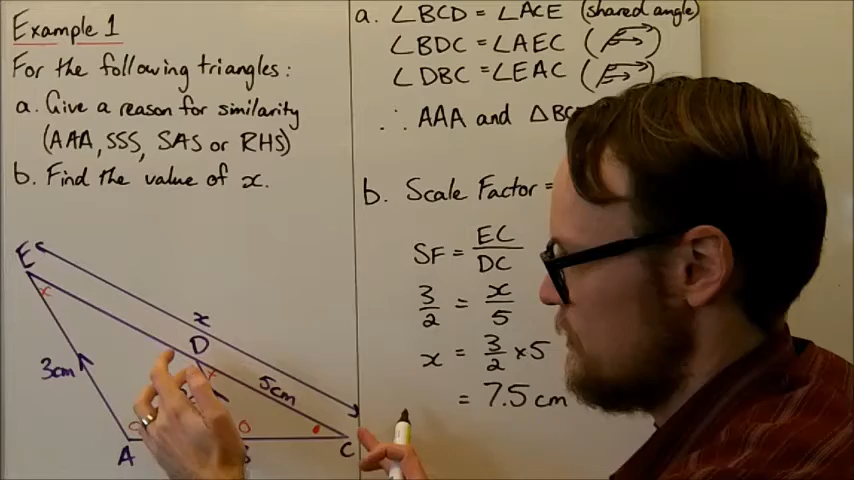 Example 1
For the following triangles:
a. Give a reason for similarity
(AAA, SSS, SAS or RHS)
b. Find the value of x.
E
x
x
D
3cm
x
5cm
A
C
a. ∠BCD = ∠ACE (shared angle)
∠BDC = ∠AEC
∠DBC = ∠EAC
∴ AAA and △BC
b. Scale Factor =
SF = EC/DC
3/2 = x/5
x = 3/2 × 5
= 7.5 cm